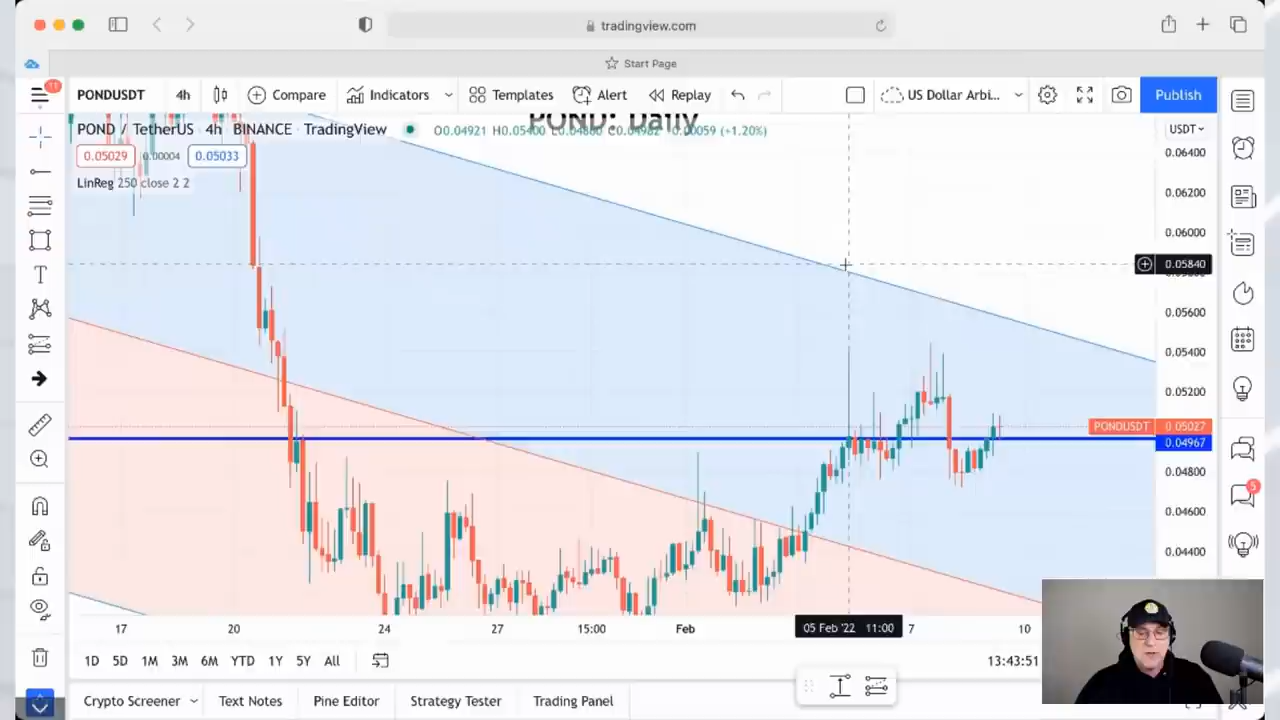 tradingview.com
Start Page
11
PONDUSDT 4h Compare Indicators Templates Alert Replay US Dollar Arbi... Publish
POND: Daily
POND / TetherUS 4h BINANCE TradingView O0.04921 H0.05400 L0.04880 C0.04982 +0.00059 (+1.20%)
USDT
0.05029 0.00004 0.05033
0.06400
LinReg 250 close 2 2
0.06200
0.06000
0.05840
0.05600
0.05400
0.05200
PONDUSDT 0.05027
0.04967
0.04800
5
0.04600
0.04400
17 20 24 27 15:00 Feb 05 Feb '22 11:00 7 10
1D 5D 1M 3M 6M YTD 1Y 5Y All 13:43:51
Crypto Screener Text Notes Pine Editor Strategy Tester Trading Panel